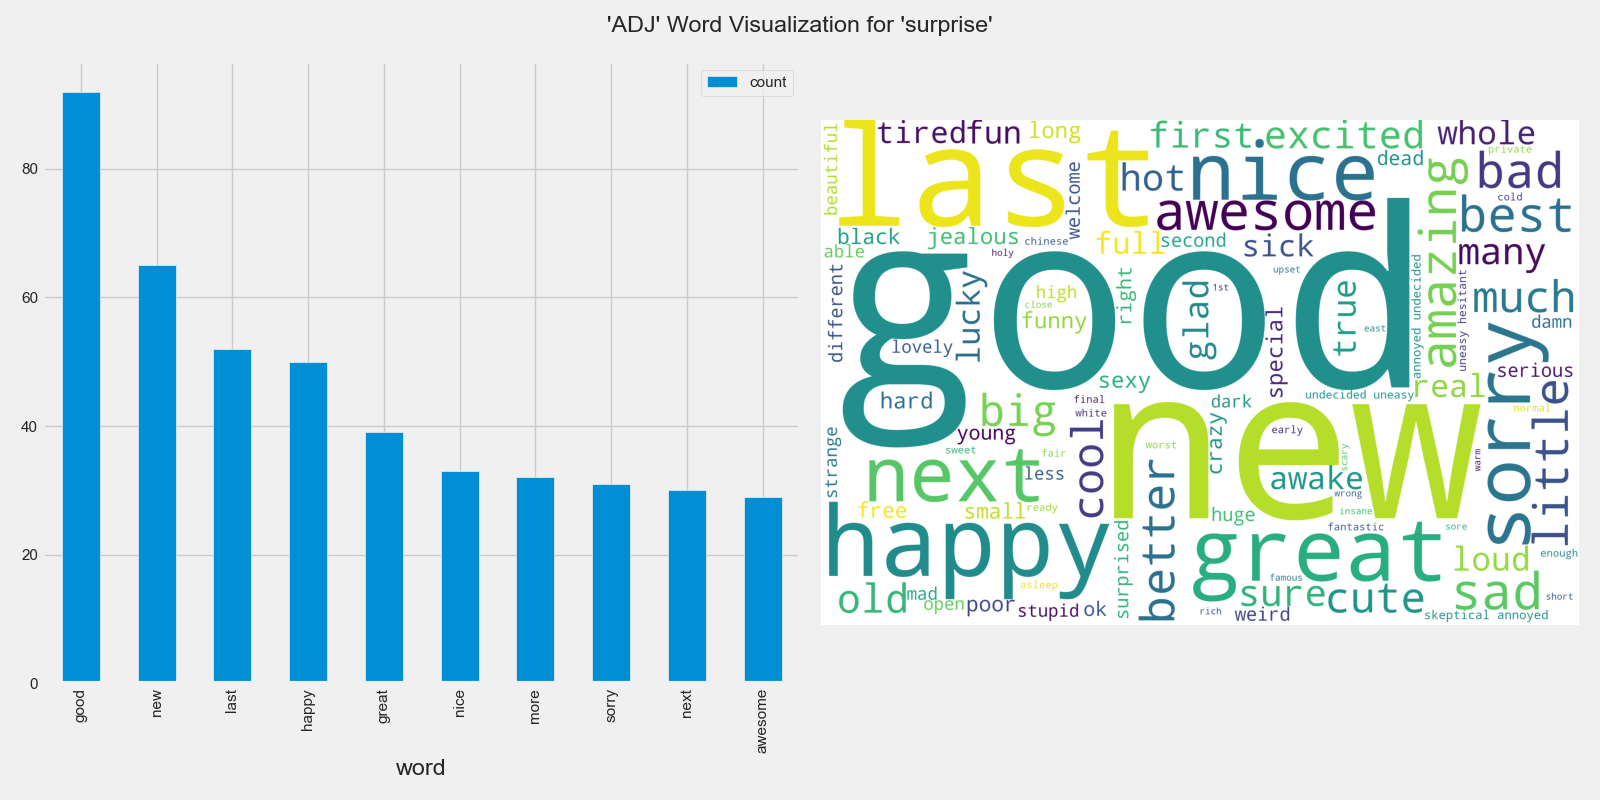 'ADJ' Word Visualization for 'surprise'
count
80
60
40
20
0
good
new
last
happy
great
nice
more
sorry
next
awesome
word
beautiful
last
tired
fun
long
first
excited
whole
private
welcome
hot
nice
dead
bad
cold
awesome
amazing
best
black
able
jealous
chinese
holy
full
second
sick
many
upset
good
different
lucky
high
close
funny
right
glad
1st
special
true
east
annoyed undecided
uneasy hesitant
much
damn
lovely
serious
sorry
little
hard
sexy
real
undecided uneasy
big
final
white
dark
normal
young
cool
new
crazy
early
strange
sweet
fair
worst
scary
warm
next
less
awake
wrong
better
free
small
ready
huge
insane
fantastic
sore
happy
surprised
great
loud
enough
asleep
famous
old
mad
open
poor
stupid
ok
sure
cute
sad
short
rich
weird
skeptical annoyed